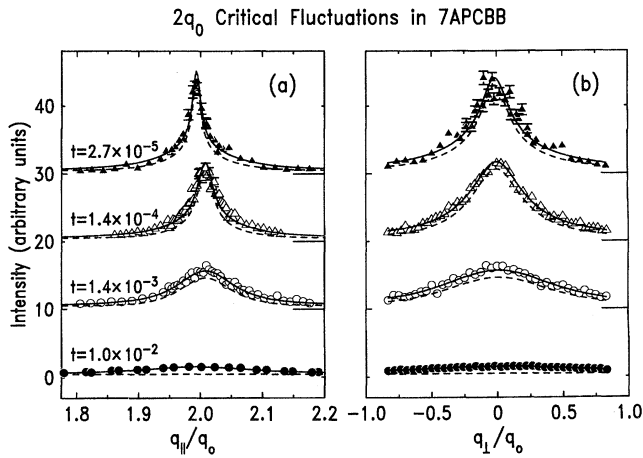 2q₀ Critical Fluctuations in 7APCBB
Intensity (arbitrary units)
40
30
20
10
0
(a)
t=2.7×10⁻⁵
t=1.4×10⁻⁴
t=1.4×10⁻³
t=1.0×10⁻²
1.8 1.9 2.0 2.1 2.2
q∥/qₒ
(b)
−1.0 −0.5 0 0.5 1.0
q⊥/qₒ